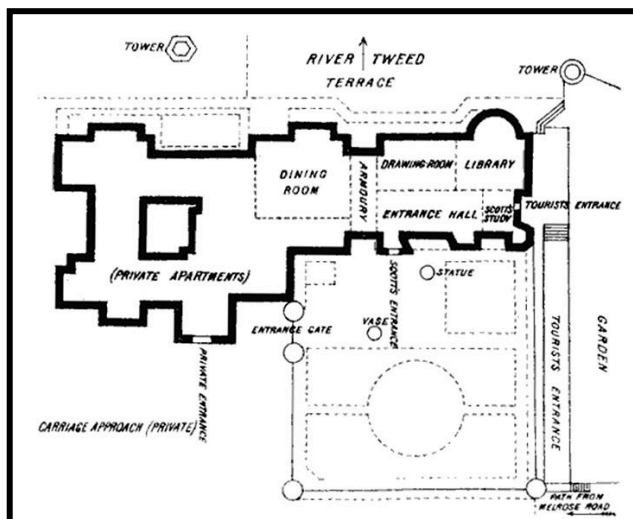 TOWER
RIVER TWEED
TERRACE
TOWER
DINING
ROOM
ARMOURY
DRAWING-ROOM
LIBRARY
ENTRANCE HALL
SCOTT'S
STUDY
TOURISTS ENTRANCE
(PRIVATE APARTMENTS)
SCOTT'S
ENTRANCE
STATUE
ENTRANCE GATE
VASE
PRIVATE ENTRANCE
TOURISTS ENTRANCE
GARDEN
CARRIAGE APPROACH (PRIVATE)
PATH FROM
MELROSE ROAD